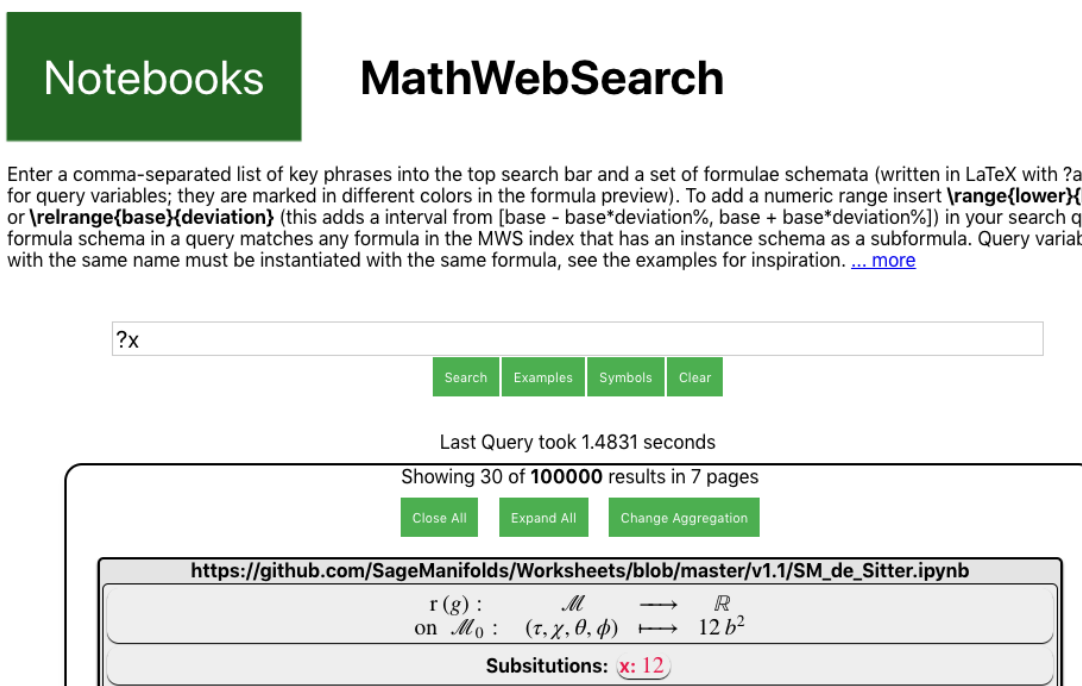 Notebooks
MathWebSearch
Enter a comma-separated list of key phrases into the top search bar and a set of formulae schemata (written in LaTeX with ?a
for query variables; they are marked in different colors in the formula preview). To add a numeric range insert \range{lower}{
or \relrange{base}{deviation} (this adds a interval from [base - base*deviation%, base + base*deviation%]) in your search q
formula schema in a query matches any formula in the MWS index that has an instance schema as a subformula. Query variab
with the same name must be instantiated with the same formula, see the examples for inspiration. ... more
?x
Search Examples Symbols Clear
Last Query took 1.4831 seconds
Showing 30 of 100000 results in 7 pages
Close All Expand All Change Aggregation
https://github.com/SageManifolds/Worksheets/blob/master/v1.1/SM_de_Sitter.ipynb
r (g) : ℳ ⟶ ℝ
on ℳ₀ : (τ, χ, θ, ϕ) ⟼ 12 b²
Subsitutions: x: 12